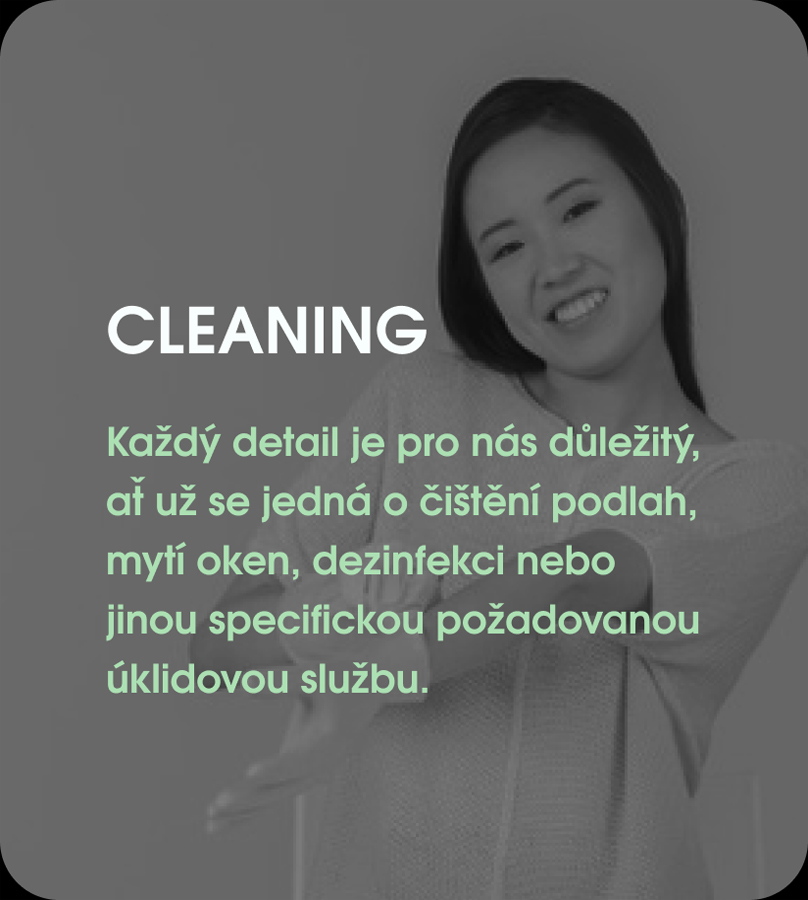 CLEANING
Každý detail je pro nás důležitý,
ať už se jedná o čištění podlah,
mytí oken, dezinfekci nebo
jinou specifickou požadovanou
úklidovou službu.